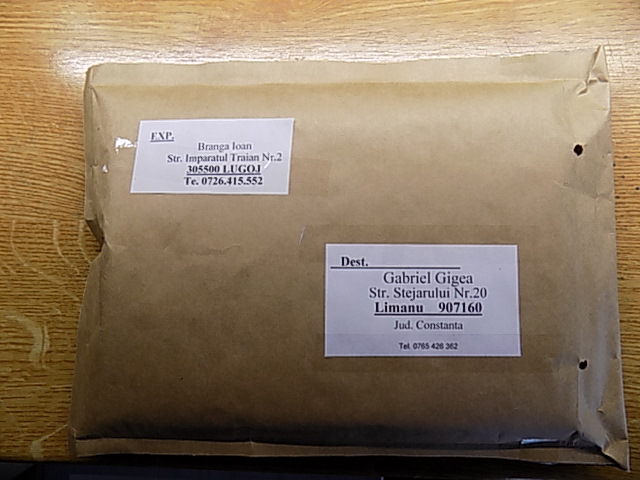 EXP.
Branga Ioan
Str. Imparatul Traian Nr.2
305500 LUGOJ
Te. 0726.415.552
Dest.
Gabriel Gigea
Str. Stejarului Nr.20
Limanu 907160
Jud. Constanta
Tel. 0765 426 362